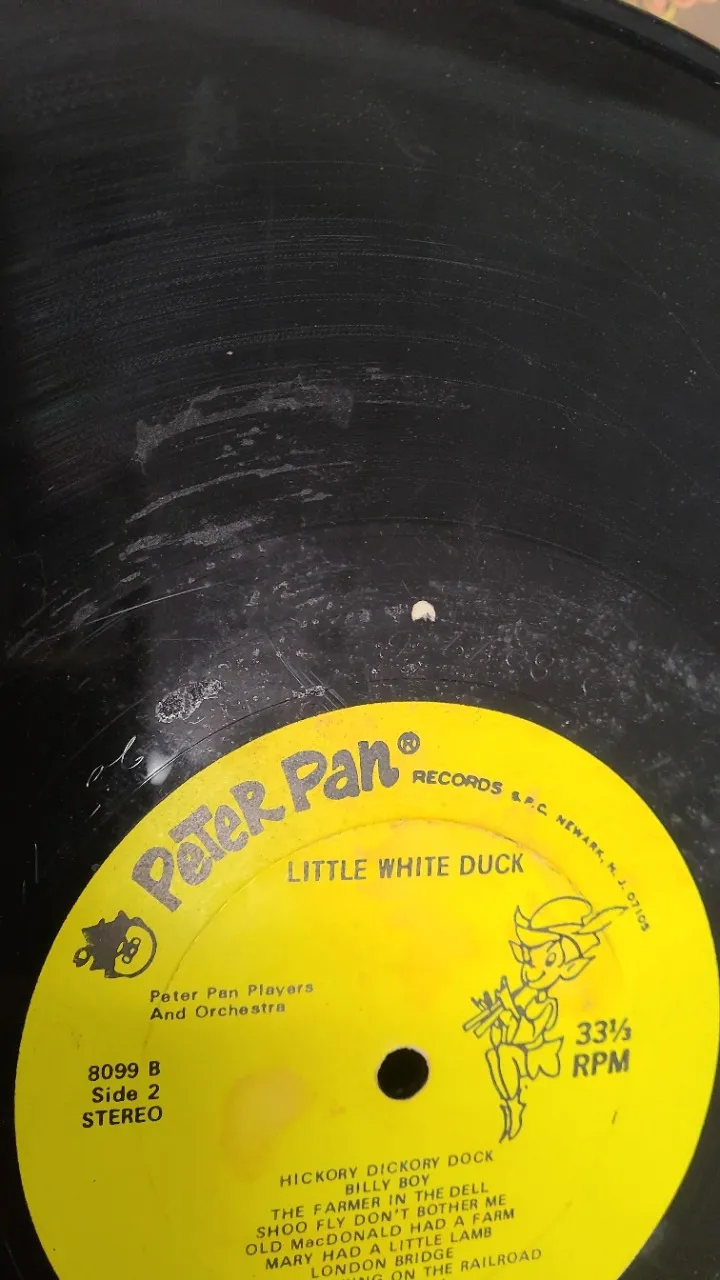 Peter Pan® RECORDS & P.C. NEWARK, N. J. 07105
LITTLE WHITE DUCK
Peter Pan Players
And Orchestra
8099 B
Side 2
STEREO
33⅓
RPM
HICKORY DICKORY DOCK
BILLY BOY
THE FARMER IN THE DELL
SHOO FLY DON'T BOTHER ME
OLD MacDONALD HAD A FARM
MARY HAD A LITTLE LAMB
LONDON BRIDGE
ON THE RAILROAD